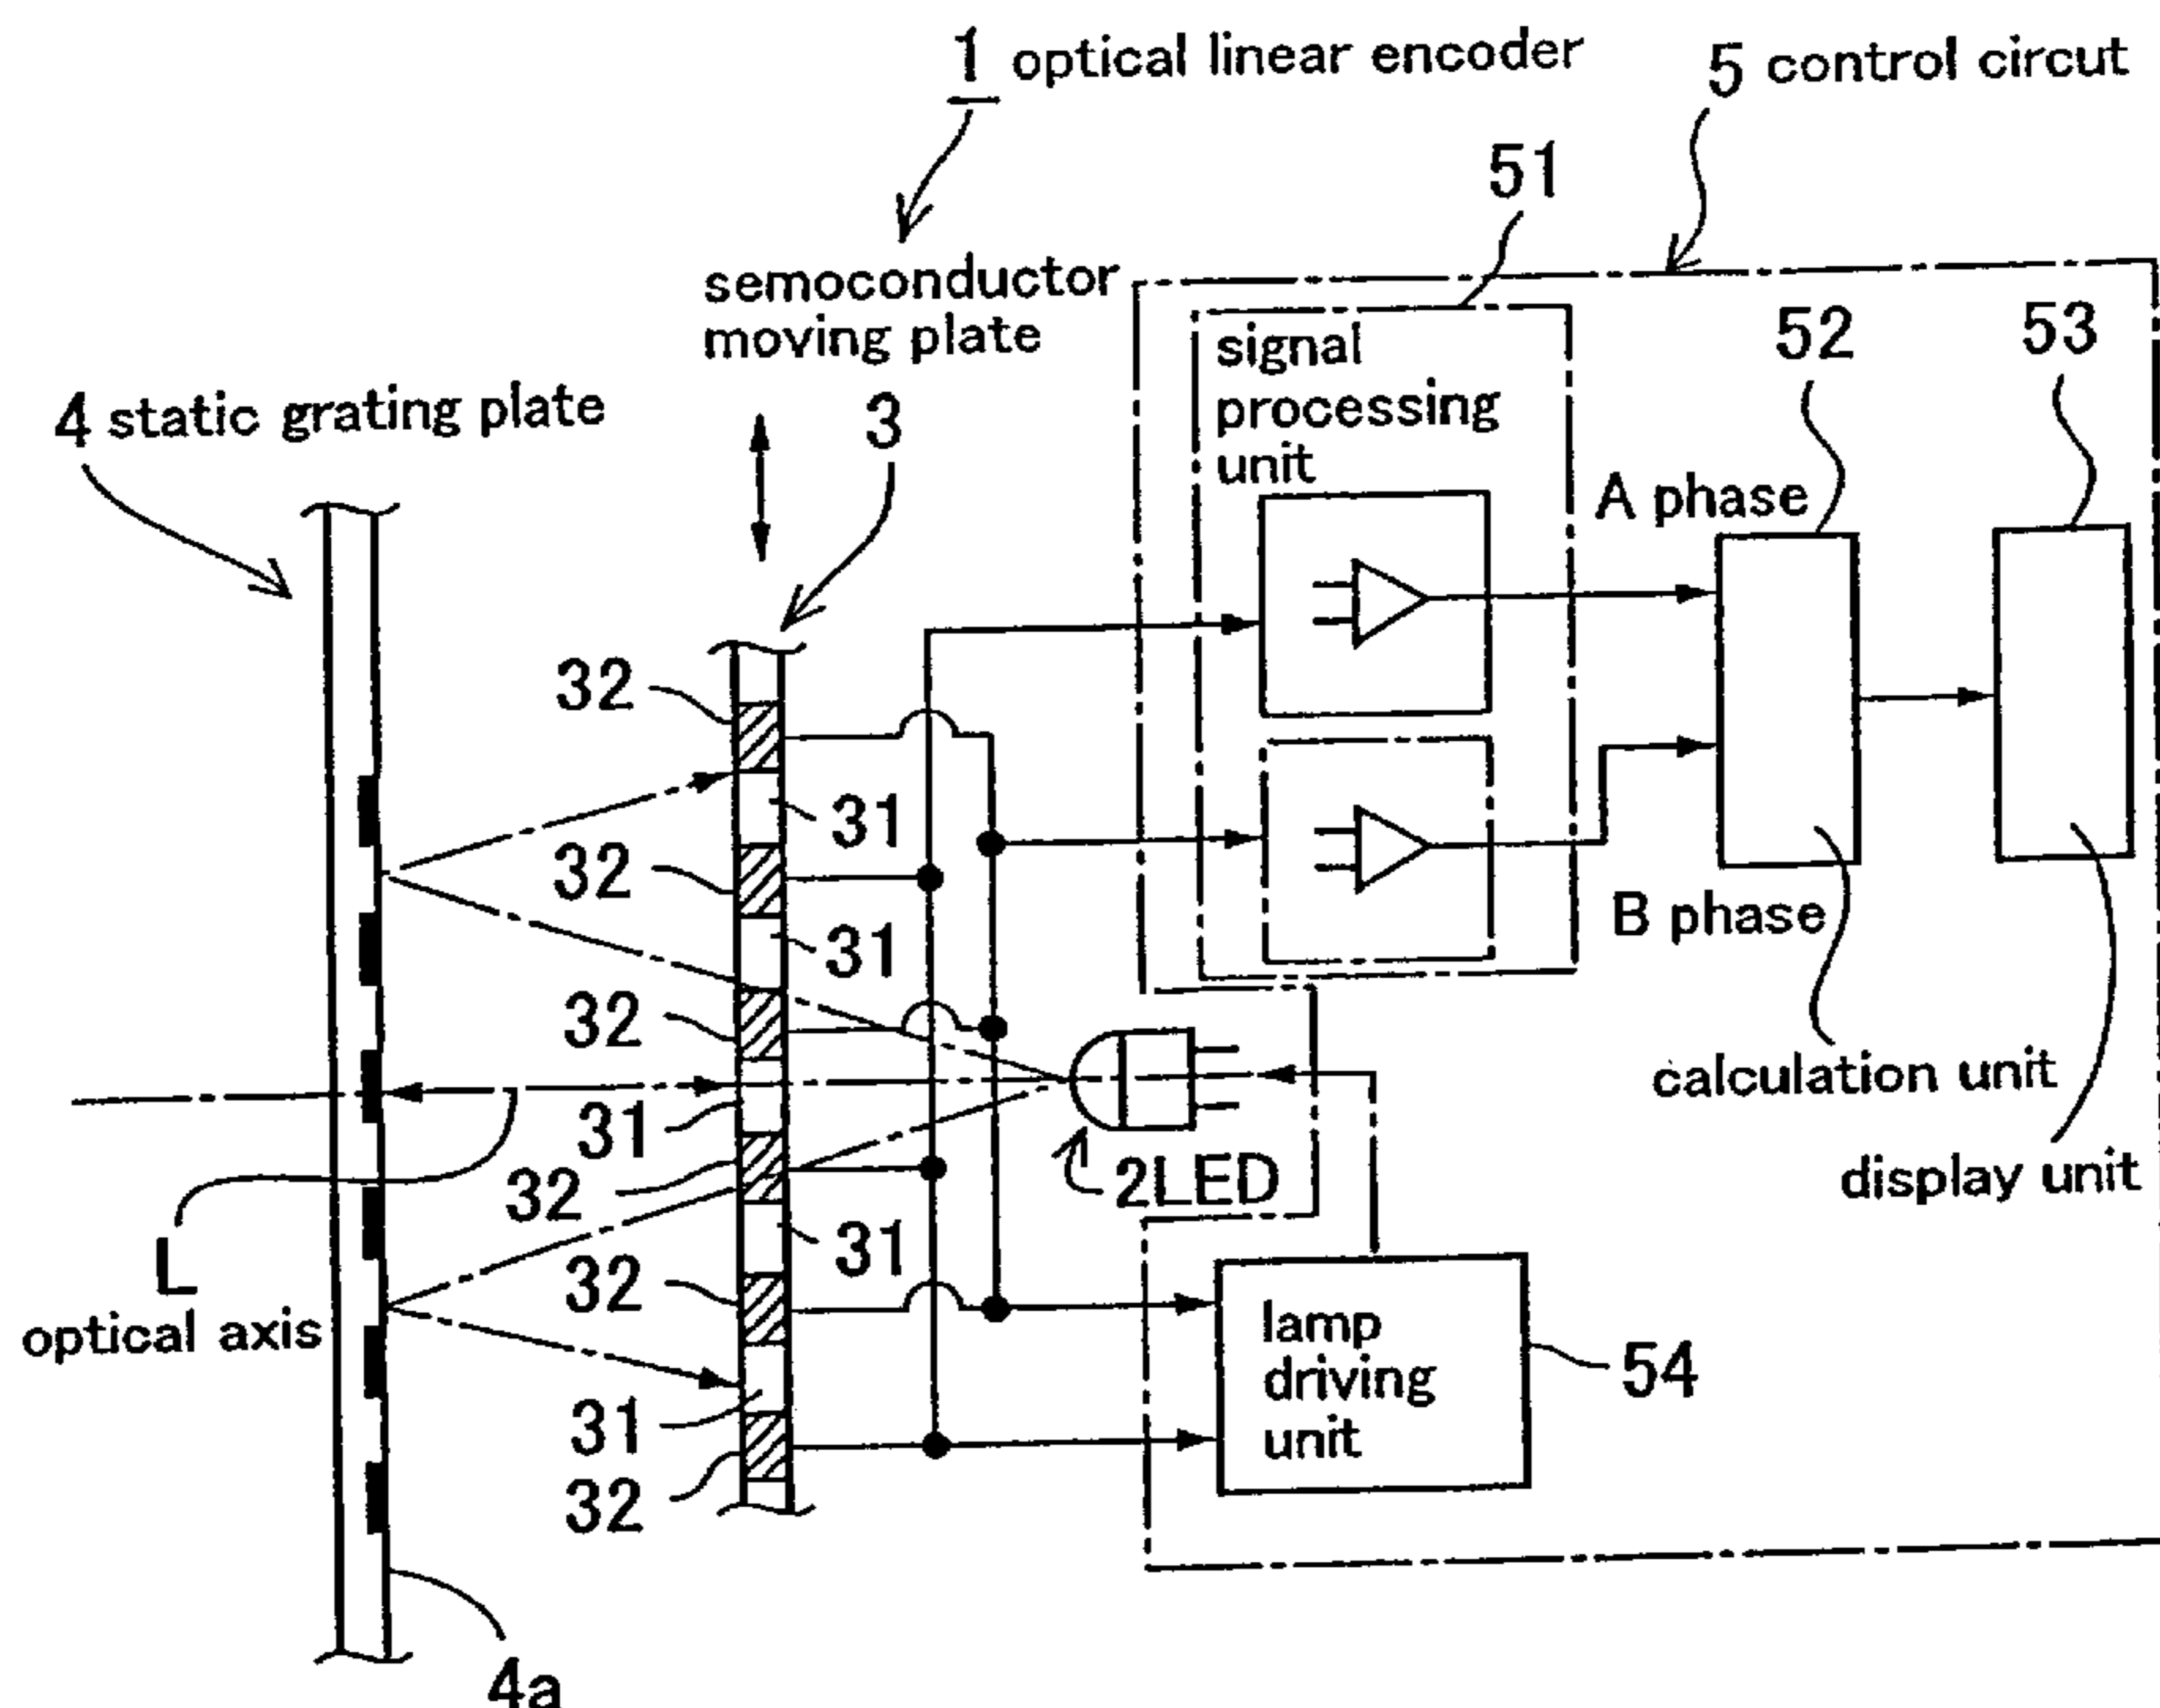 1 optical linear encoder
5 control circut
51
semoconductor
moving plate
signal
processing
unit
52
53
4 static grating plate
3
A phase
32
31
32
B phase
31
32
calculation unit
31
2LED
display unit
32
31
L
optical axis
32
lamp
driving
unit
54
31
32
4a